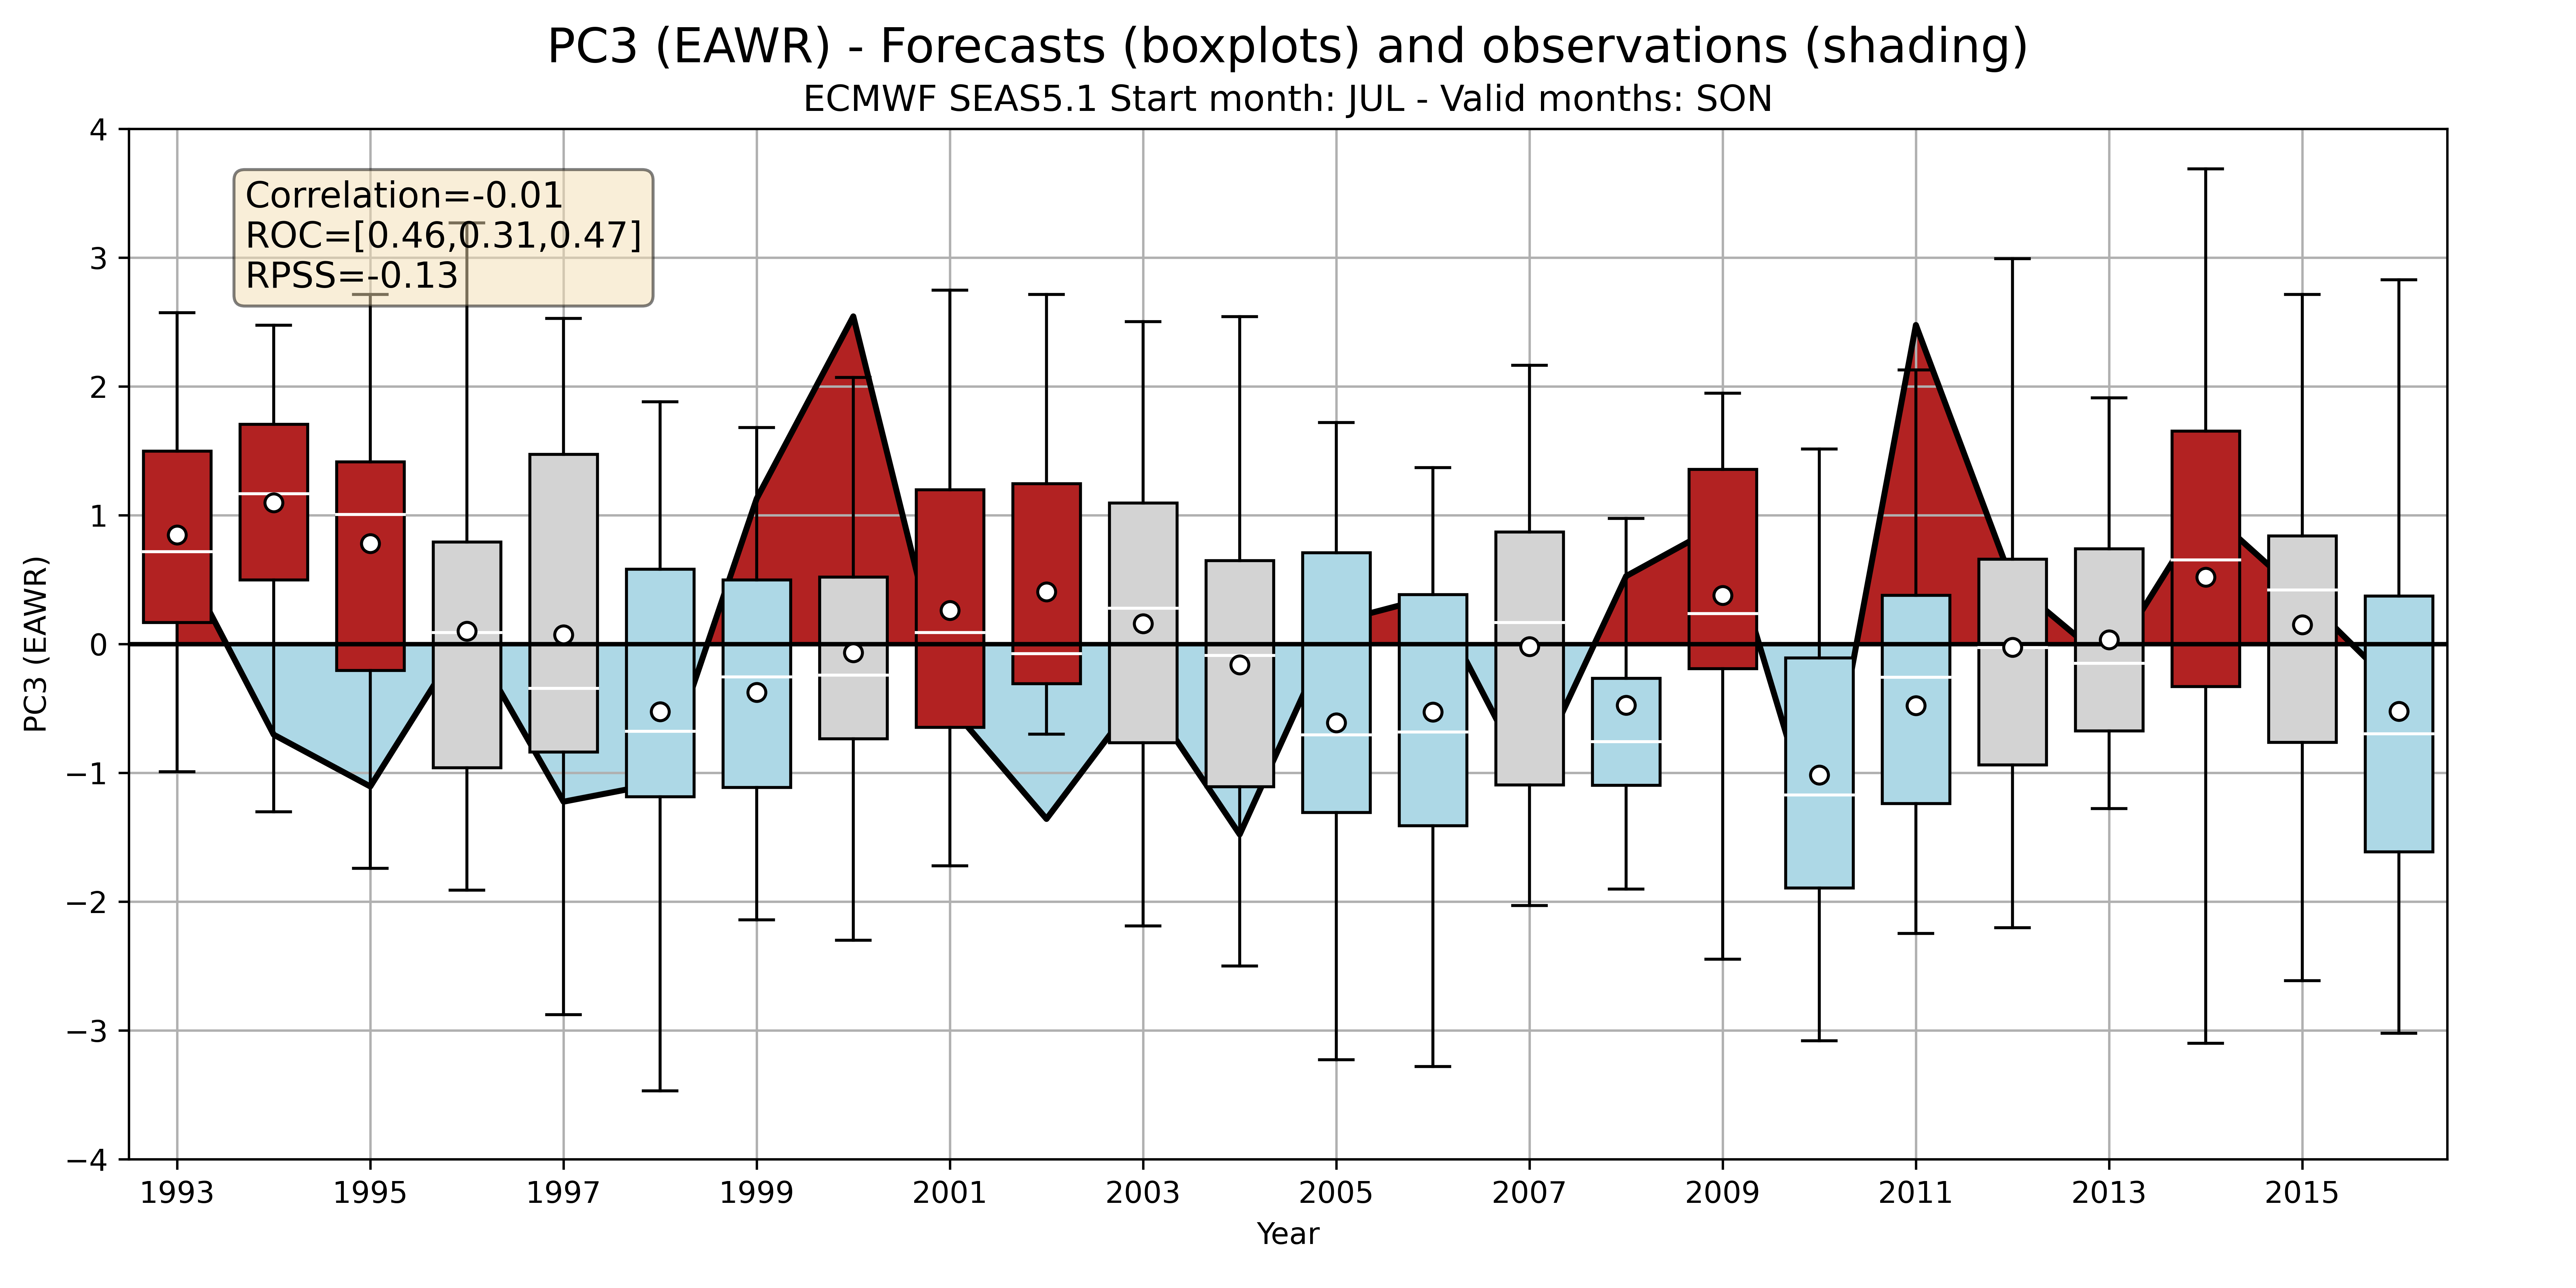 PC3 (EAWR) - Forecasts (boxplots) and observations (shading)
ECMWF SEAS5.1 Start month: JUL - Valid months: SON
Correlation=-0.01
ROC=[0.46,0.31,0.47]
RPSS=-0.13
PC3 (EAWR)
4
3
2
1
0
−1
−2
−3
−4
1993 1995 1997 1999 2001 2003 2005 2007 2009 2011 2013 2015
Year